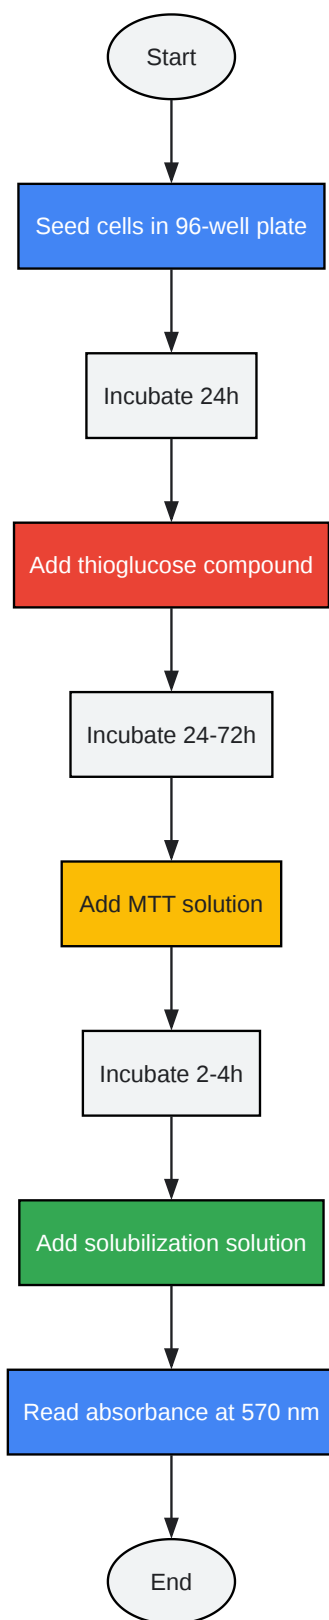 Start
Seed cells in 96-well plate
Incubate 24h
Add thioglucose compound
Incubate 24-72h
Add MTT solution
Incubate 2-4h
Add solubilization solution
Read absorbance at 570 nm
End